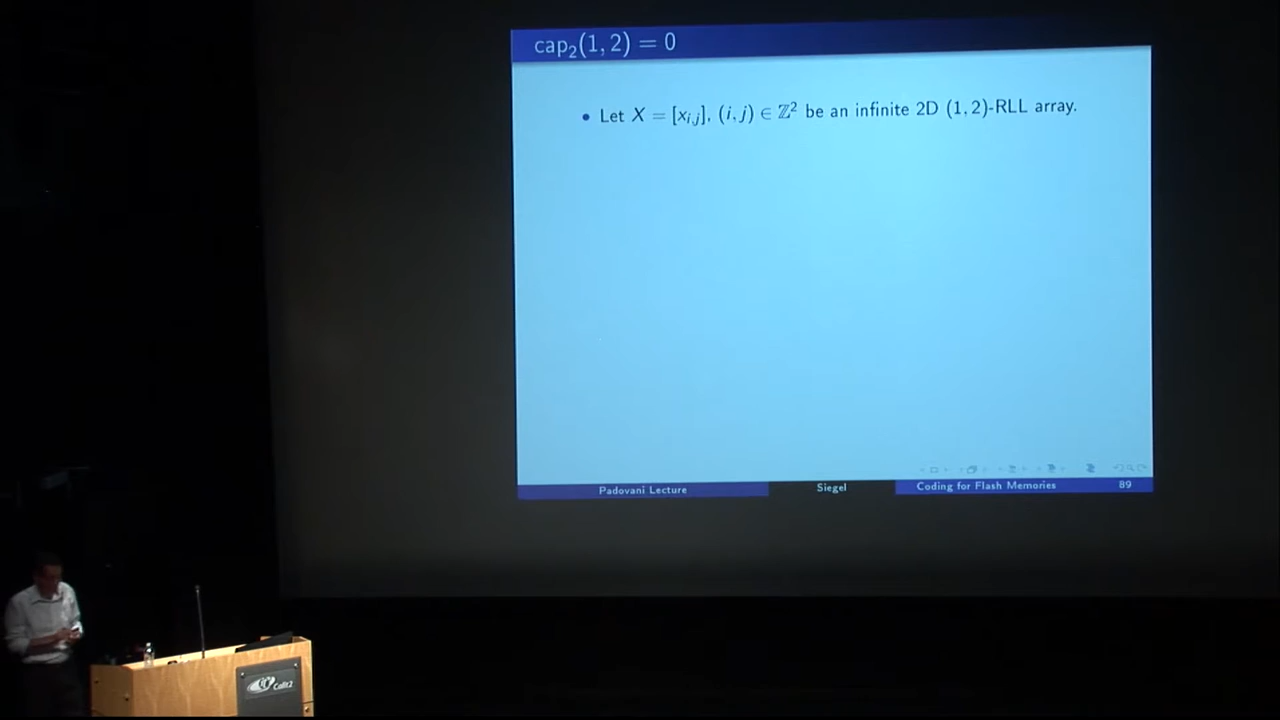 cap₂(1, 2) = 0
• Let X = [xᵢ,ⱼ], (i, j) ∈ ℤ² be an infinite 2D (1, 2)-RLL array.
Padovani Lecture Siegel Coding for Flash Memories 89
Calit2